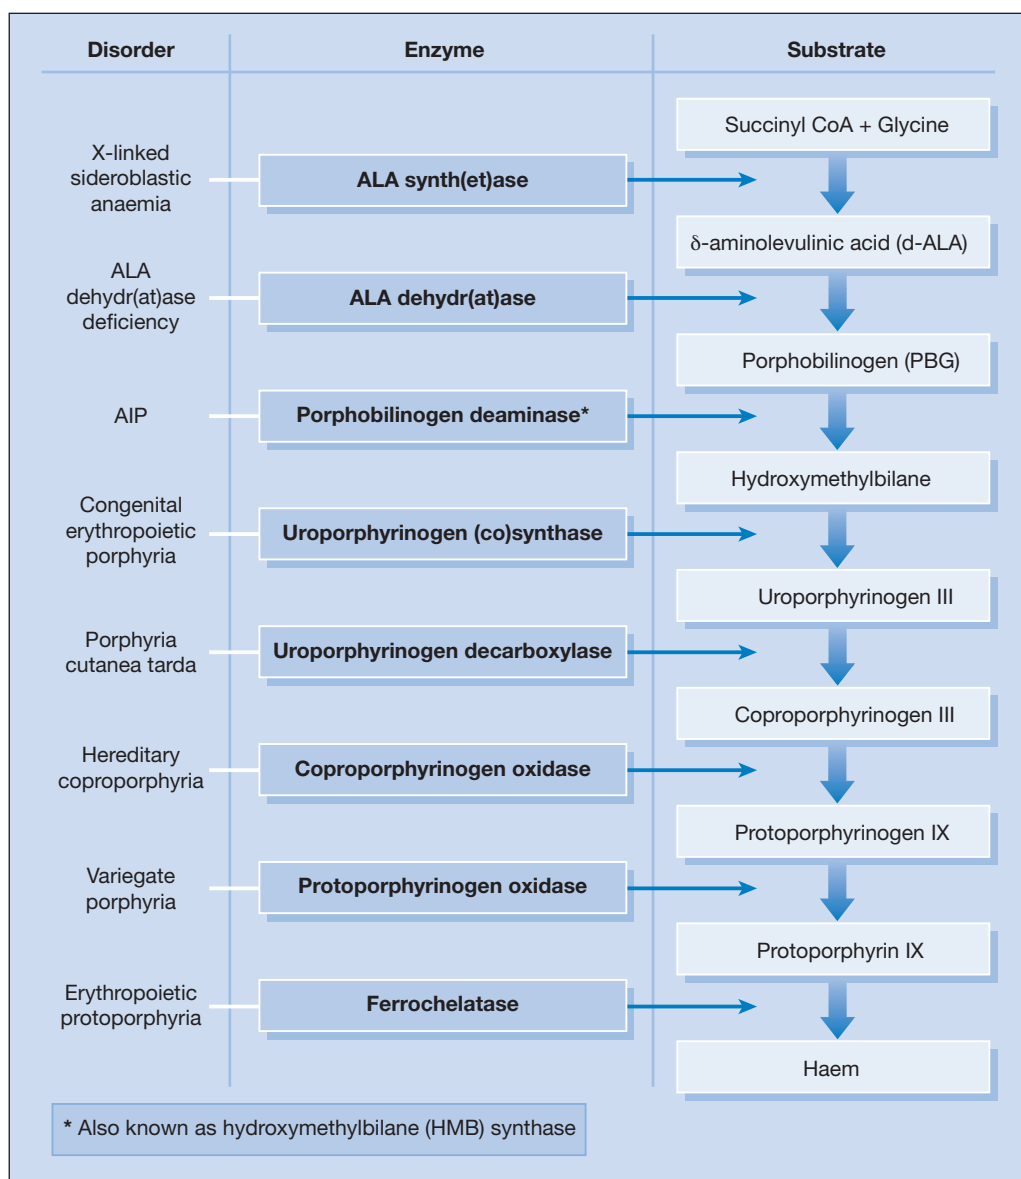 Disorder
Enzyme
Substrate
Succinyl CoA + Glycine
X-linked
sideroblastic
anaemia
ALA synth(et)ase
δ-aminolevulinic acid (d-ALA)
ALA
dehydr(at)ase
deficiency
ALA dehydr(at)ase
Porphobilinogen (PBG)
AIP
Porphobilinogen deaminase*
Hydroxymethylbilane
Congenital
erythropoietic
porphyria
Uroporphyrinogen (co)synthase
Uroporphyrinogen III
Porphyria
cutanea tarda
Uroporphyrinogen decarboxylase
Coproporphyrinogen III
Hereditary
coproporphyria
Coproporphyrinogen oxidase
Protoporphyrinogen IX
Variegate
porphyria
Protoporphyrinogen oxidase
Protoporphyrin IX
Erythropoietic
protoporphyria
Ferrochelatase
Haem
* Also known as hydroxymethylbilane (HMB) synthase